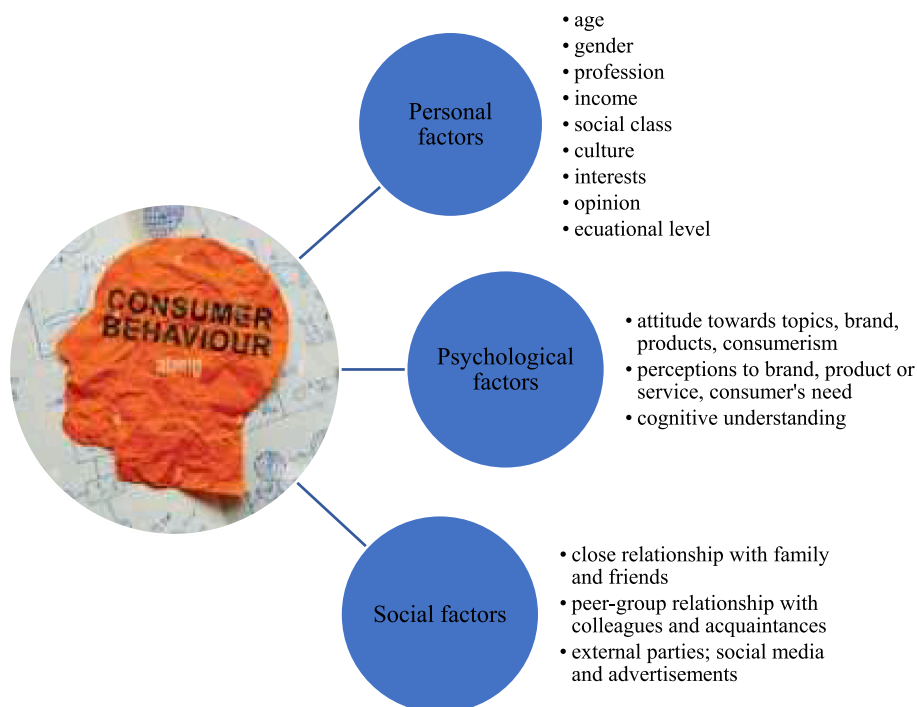 CONSUMER
BEHAVIOUR
Personal
factors
• age
• gender
• profession
• income
• social class
• culture
• interests
• opinion
• ecuational level
Psychological
factors
• attitude towards topics, brand,
products, consumerism
• perceptions to brand, product or
service, consumer's need
• cognitive understanding
Social factors
• close relationship with family
and friends
• peer-group relationship with
colleagues and acquaintances
• external parties; social media
and advertisements